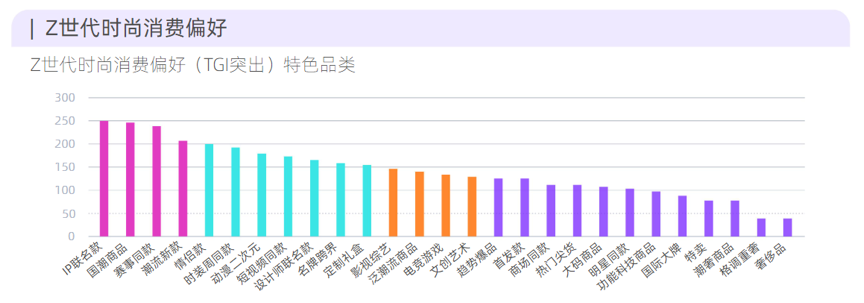 | Z世代时尚消费偏好
Z世代时尚消费偏好（TGI突出）特色品类
300
250
200
150
100
50
0
IP联名款
国潮商品
赛事同款
潮流新款
情侣款
时装周同款
动漫二次元
短视频同款
设计师联名款
名牌跨界
定制礼盒
影视综艺
泛潮流商品
电竞游戏
文创艺术
趋势爆品
首发款
商场同款
热门尖货
大码商品
明星同款
功能科技商品
国际大牌
特卖
潮奢商品
格调重奢
奢侈品